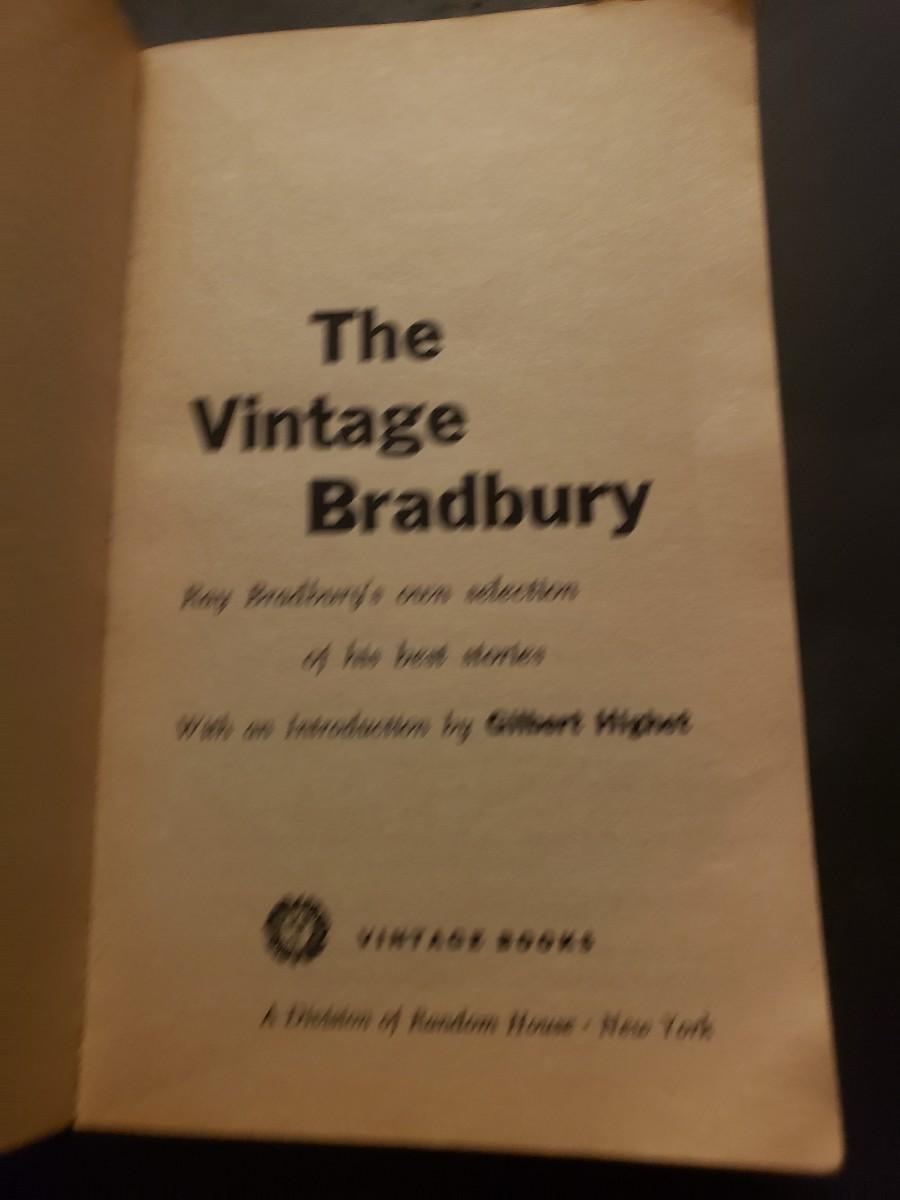 The
Vintage
Bradbury
Ray Bradbury's own selection
of his best stories
With an Introduction by Gilbert Highet
VINTAGE BOOKS
A Division of Random House · New York